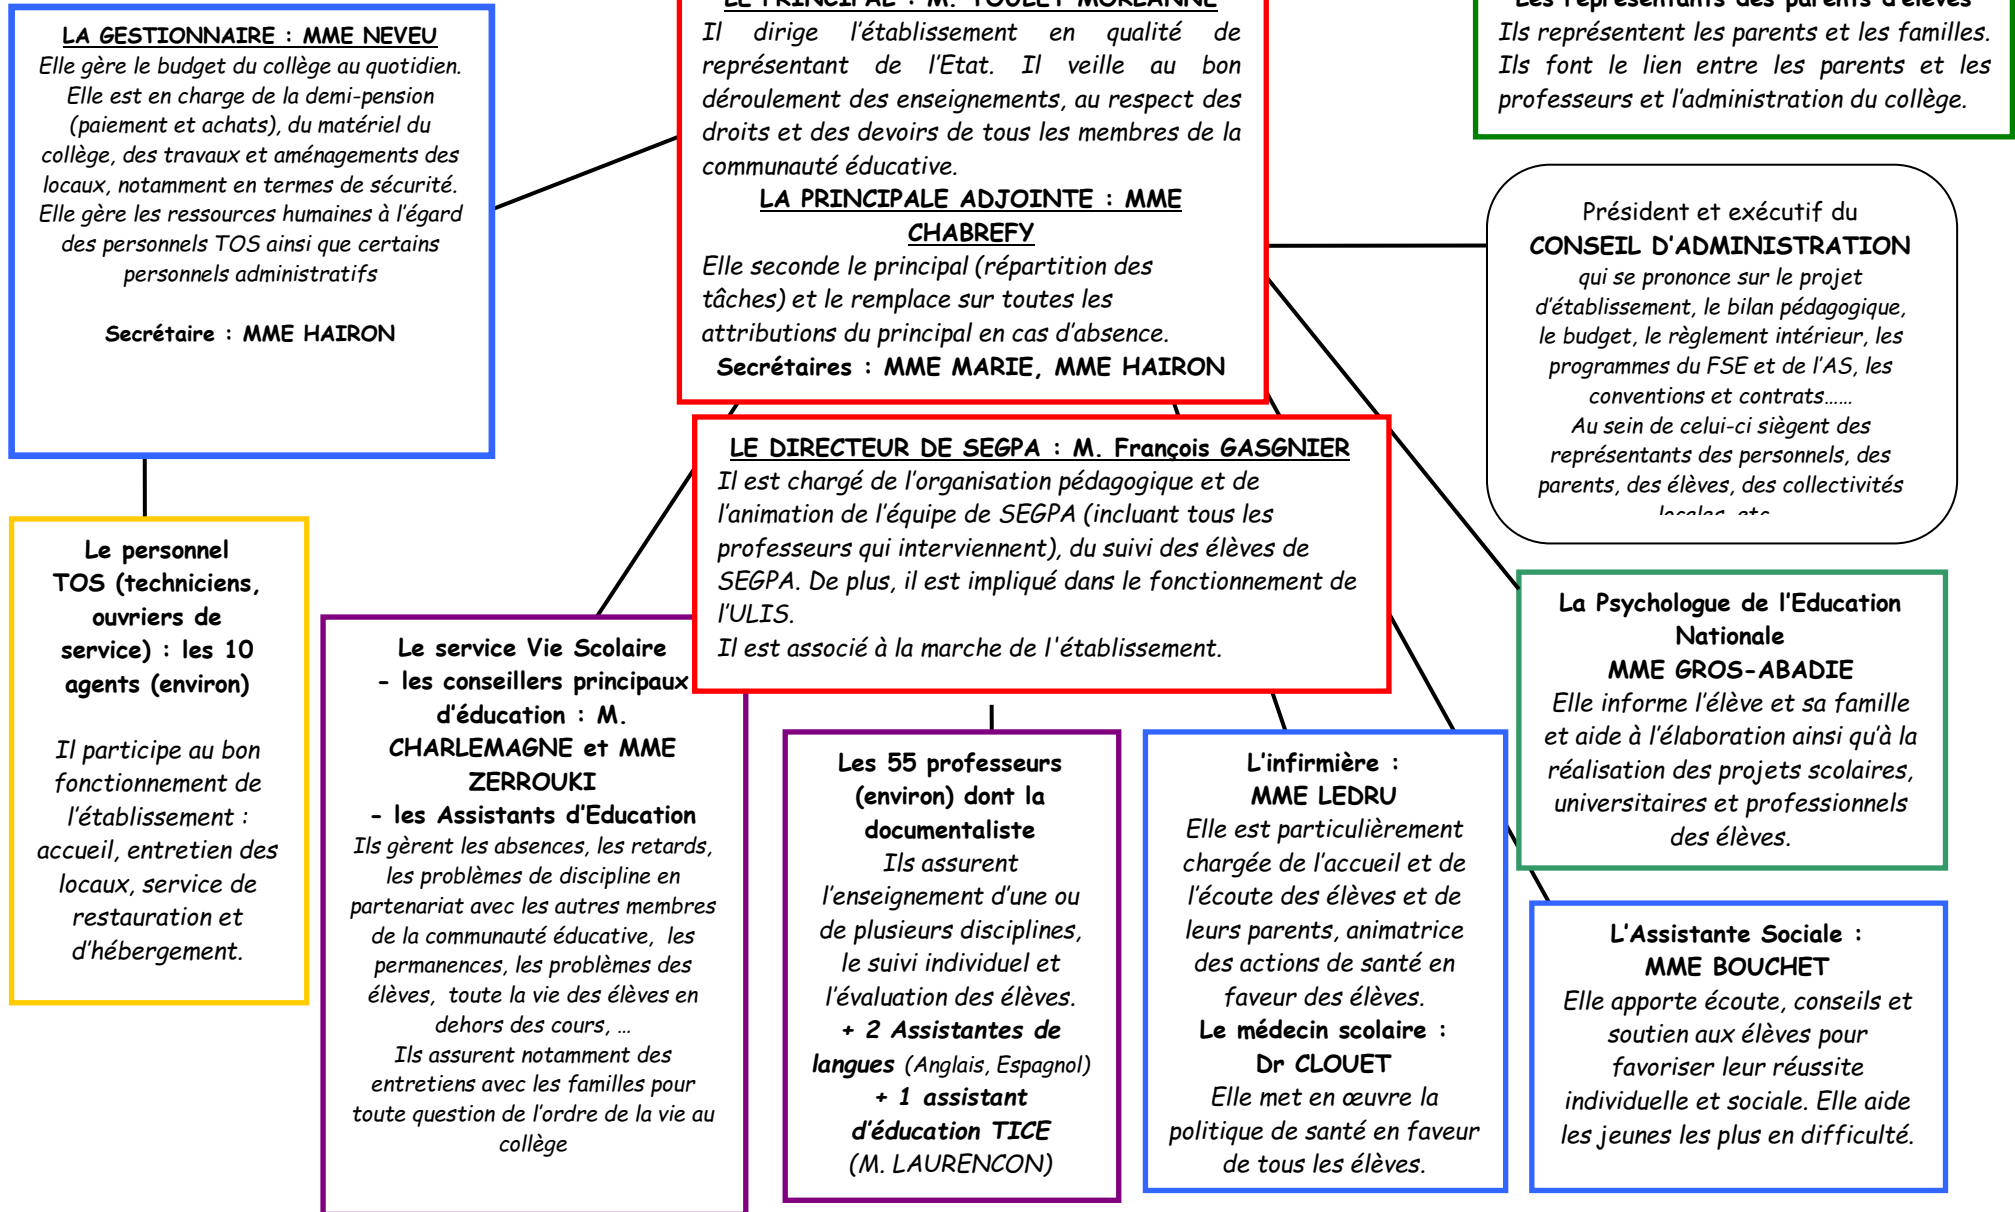 LA GESTIONNAIRE : MME NEVEU
Elle gère le budget du collège au quotidien.
Elle est en charge de la demi-pension
(paiement et achats), du matériel du
collège, des travaux et aménagements des
locaux, notamment en termes de sécurité.
Elle gère les ressources humaines à l’égard
des personnels TOS ainsi que certains
personnels administratifs
Secrétaire : MME HAIRON
LE PRINCIPAL : M. TOULET MORLANNE
Il dirige l’établissement en qualité de
représentant de l’Etat. Il veille au bon
déroulement des enseignements, au respect des
droits et des devoirs de tous les membres de la
communauté éducative.
LA PRINCIPALE ADJOINTE : MME
CHABREFY
Elle seconde le principal (répartition des
tâches) et le remplace sur toutes les
attributions du principal en cas d’absence.
Secrétaires : MME MARIE, MME HAIRON
Les représentants des parents d’élèves
Ils représentent les parents et les familles.
Ils font le lien entre les parents et les
professeurs et l’administration du collège.
Président et exécutif du
CONSEIL D’ADMINISTRATION
qui se prononce sur le projet
d’établissement, le bilan pédagogique,
le budget, le règlement intérieur, les
programmes du FSE et de l’AS, les
conventions et contrats……
Au sein de celui-ci siègent des
représentants des personnels, des
parents, des élèves, des collectivités
locales, etc
LE DIRECTEUR DE SEGPA : M. François GASGNIER
Il est chargé de l’organisation pédagogique et de
l’animation de l’équipe de SEGPA (incluant tous les
professeurs qui interviennent), du suivi des élèves de
SEGPA. De plus, il est impliqué dans le fonctionnement de
l’ULIS.
Il est associé à la marche de l'établissement.
Le personnel
TOS (techniciens,
ouvriers de
service) : les 10
agents (environ)
Il participe au bon
fonctionnement de
l’établissement :
accueil, entretien des
locaux, service de
restauration et
d’hébergement.
Le service Vie Scolaire
- les conseillers principaux
d’éducation : M.
CHARLEMAGNE et MME
ZERROUKI
- les Assistants d’Education
Ils gèrent les absences, les retards,
les problèmes de discipline en
partenariat avec les autres membres
de la communauté éducative, les
permanences, les problèmes des
élèves, toute la vie des élèves en
dehors des cours, …
Ils assurent notamment des
entretiens avec les familles pour
toute question de l’ordre de la vie au
collège
Les 55 professeurs
(environ) dont la
documentaliste
Ils assurent
l’enseignement d’une ou
de plusieurs disciplines,
le suivi individuel et
l’évaluation des élèves.
+ 2 Assistantes de
langues (Anglais, Espagnol)
+ 1 assistant
d’éducation TICE
(M. LAURENCON)
L’infirmière :
MME LEDRU
Elle est particulièrement
chargée de l’accueil et de
l’écoute des élèves et de
leurs parents, animatrice
des actions de santé en
faveur des élèves.
Le médecin scolaire :
Dr CLOUET
Elle met en œuvre la
politique de santé en faveur
de tous les élèves.
La Psychologue de l’Education
Nationale
MME GROS-ABADIE
Elle informe l’élève et sa famille
et aide à l’élaboration ainsi qu’à la
réalisation des projets scolaires,
universitaires et professionnels
des élèves.
L’Assistante Sociale :
MME BOUCHET
Elle apporte écoute, conseils et
soutien aux élèves pour
favoriser leur réussite
individuelle et sociale. Elle aide
les jeunes les plus en difficulté.